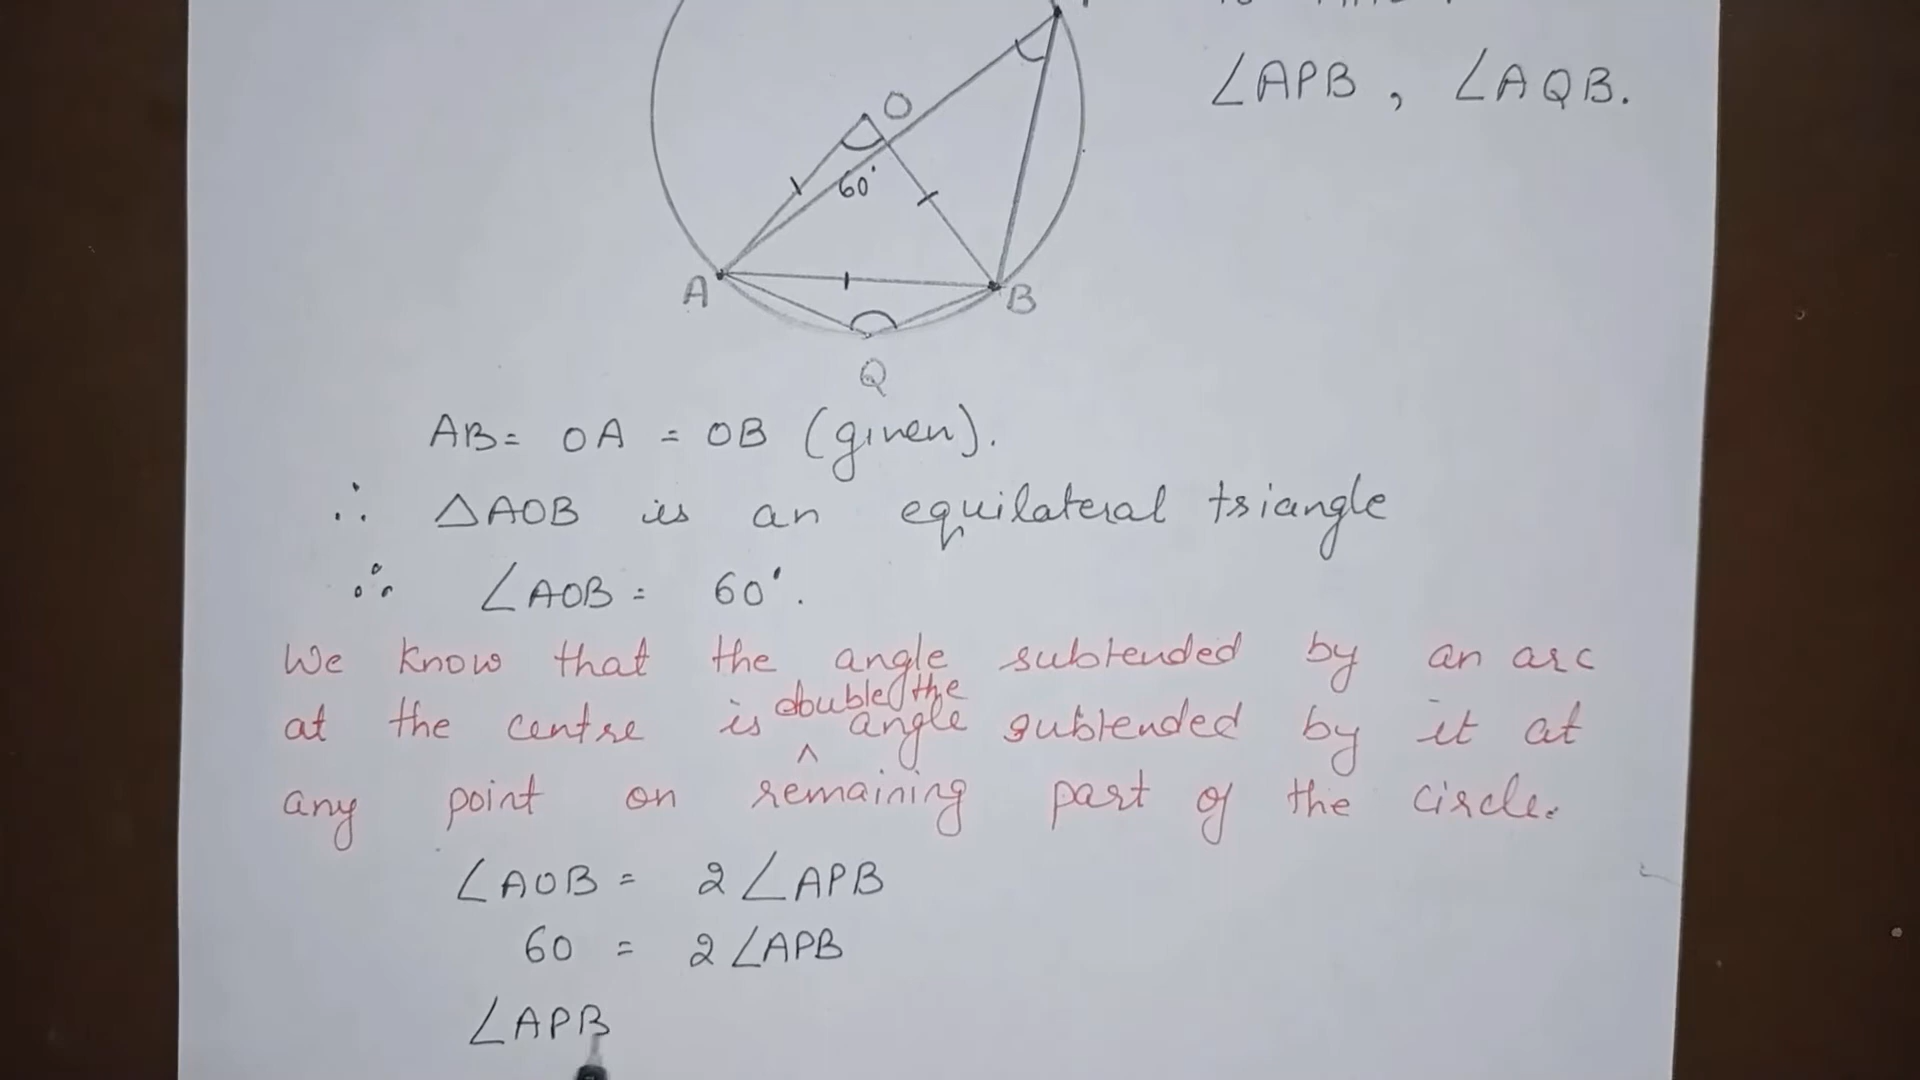 ∠APB , ∠AQB.
O
60°
A
B
Q
AB = OA = OB (given).
∴ △AOB is an equilateral triangle
∴ ∠AOB = 60°.
We know that the angle subtended by an arc
double the
at the centre is ^ angle subtended by it at
any point on remaining part of the circle.
∠AOB = 2∠APB
60 = 2∠APB
∠APB